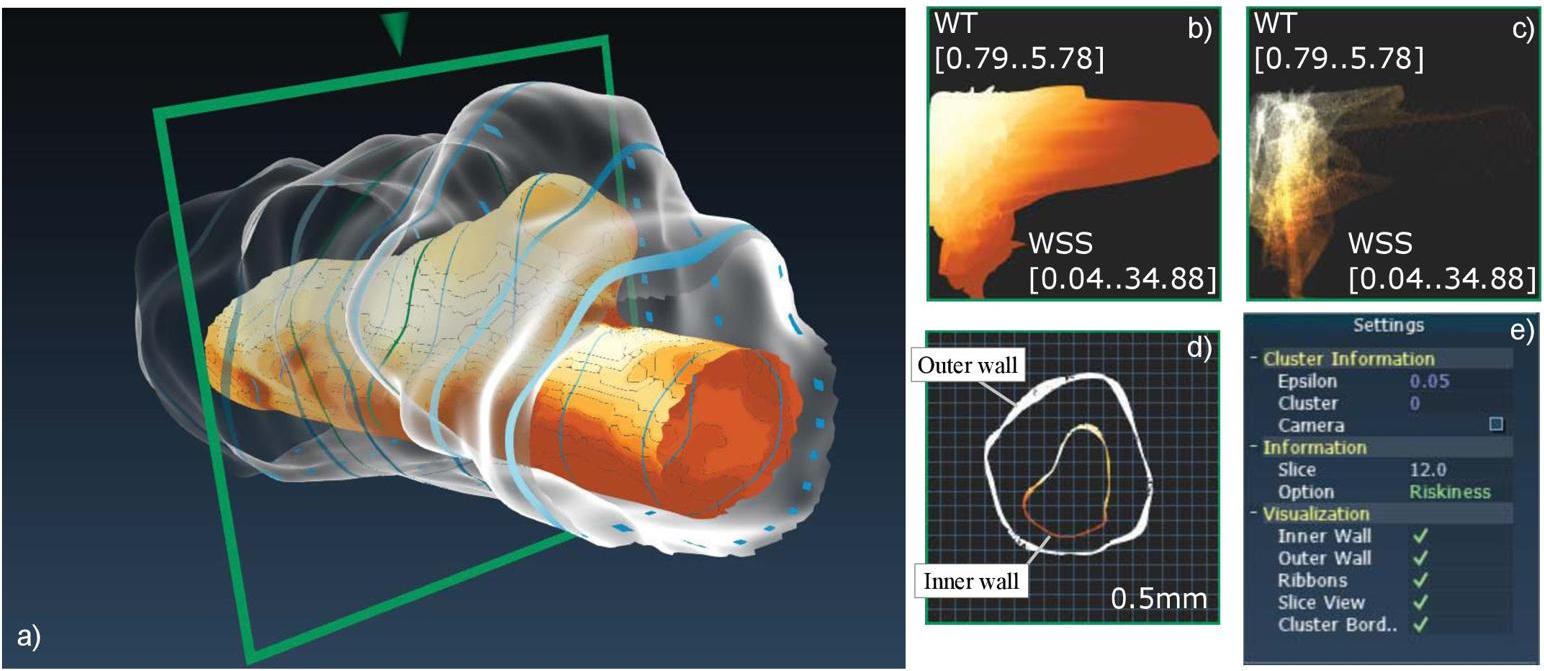 a)
WT
[0.79..5.78]
b)
WSS
[0.04..34.88]
WT
[0.79..5.78]
c)
WSS
[0.04..34.88]
d)
Outer wall
Inner wall
0.5mm
Settings
e)
- Cluster Information
Epsilon 0.05
Cluster 0
Camera
- Information
Slice 12.0
Option Riskiness
- Visualization
Inner Wall ✓
Outer Wall ✓
Ribbons ✓
Slice View ✓
Cluster Bord.. ✓